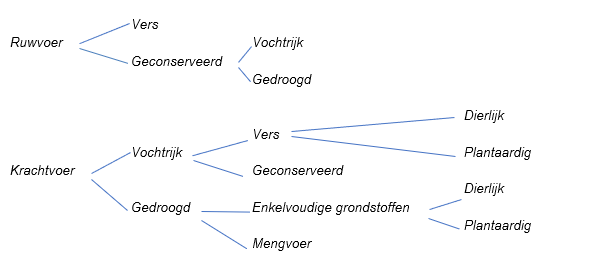 Ruwvoer
Vers
Geconserveerd
Vochtrijk
Gedroogd
Krachtvoer
Vochtrijk
Vers
Dierlijk
Plantaardig
Geconserveerd
Gedroogd
Enkelvoudige grondstoffen
Dierlijk
Plantaardig
Mengvoer